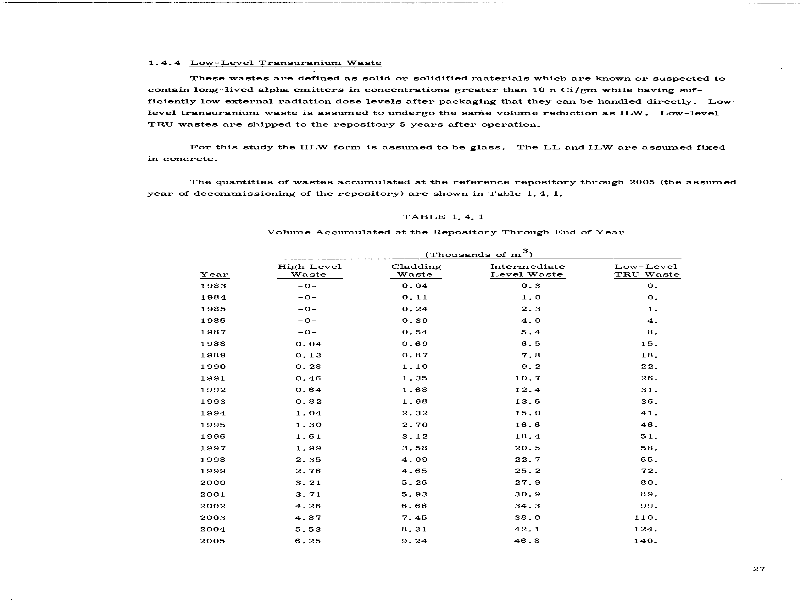 1.4.4 Low-Level Transuranium Waste
These wastes are defined as solid or solidified materials which are known or suspected to
contain long-lived alpha emitters in concentrations greater than 10 n Ci/gm while having suf-
ficiently low external radiation dose levels after packaging that they can be handled directly. Low-
level transuranium waste is assumed to undergo the same volume reduction as ILW. Low-level
TRU wastes are shipped to the repository 5 years after operation.
For this study the HLW form is assumed to be glass. The LL and ILW are assumed fixed
in concrete.
The quantities of wastes accumulated at the reference repository through 2005 (the assumed
year of decommissioning of the repository) are shown in Table 1.4.1.
TABLE 1.4.1
Volume Accumulated at the Repository Through End of Year
(Thousands of m3)
High Level Cladding Intermediate Low-Level
Year Waste Waste Level Waste TRU Waste
1983 -0- 0.04 0.3 0.
1984 -0- 0.11 1.0 0.
1985 -0- 0.24 2.3 1.
1986 -0- 4.0 4.
1987 -0- 0.54 5.4 8.
1988 0.04 0.69 6.5 15.
1989 0.13 0.87 7.8 18.
1990 0.28 1.10 9.2 22.
1991 0.46 1.35 10.7 26.
1992 0.64 1.68 12.4 31.
1993 0.82 13.6 36.
1994 1.04 2.32 15.0 41.
1995 1.30 2.70 16.6 46.
1996 1.61 3.12 18.4 51.
1997 1.99 3.58 20.5 58.
1998 2.35 4.09 22.7 65.
1999 2.76 4.65 25.2 72.
2000 3.21 5.26 27.9 80.
2001 3.71 5.93 30.9 89.
2002 4.26 6.66 34.3 99.
2003 4.87 7.45 38.0 110.
2004 5.53 8.31 42.1 124.
2005 6.25 9.24 46.8 140.
27